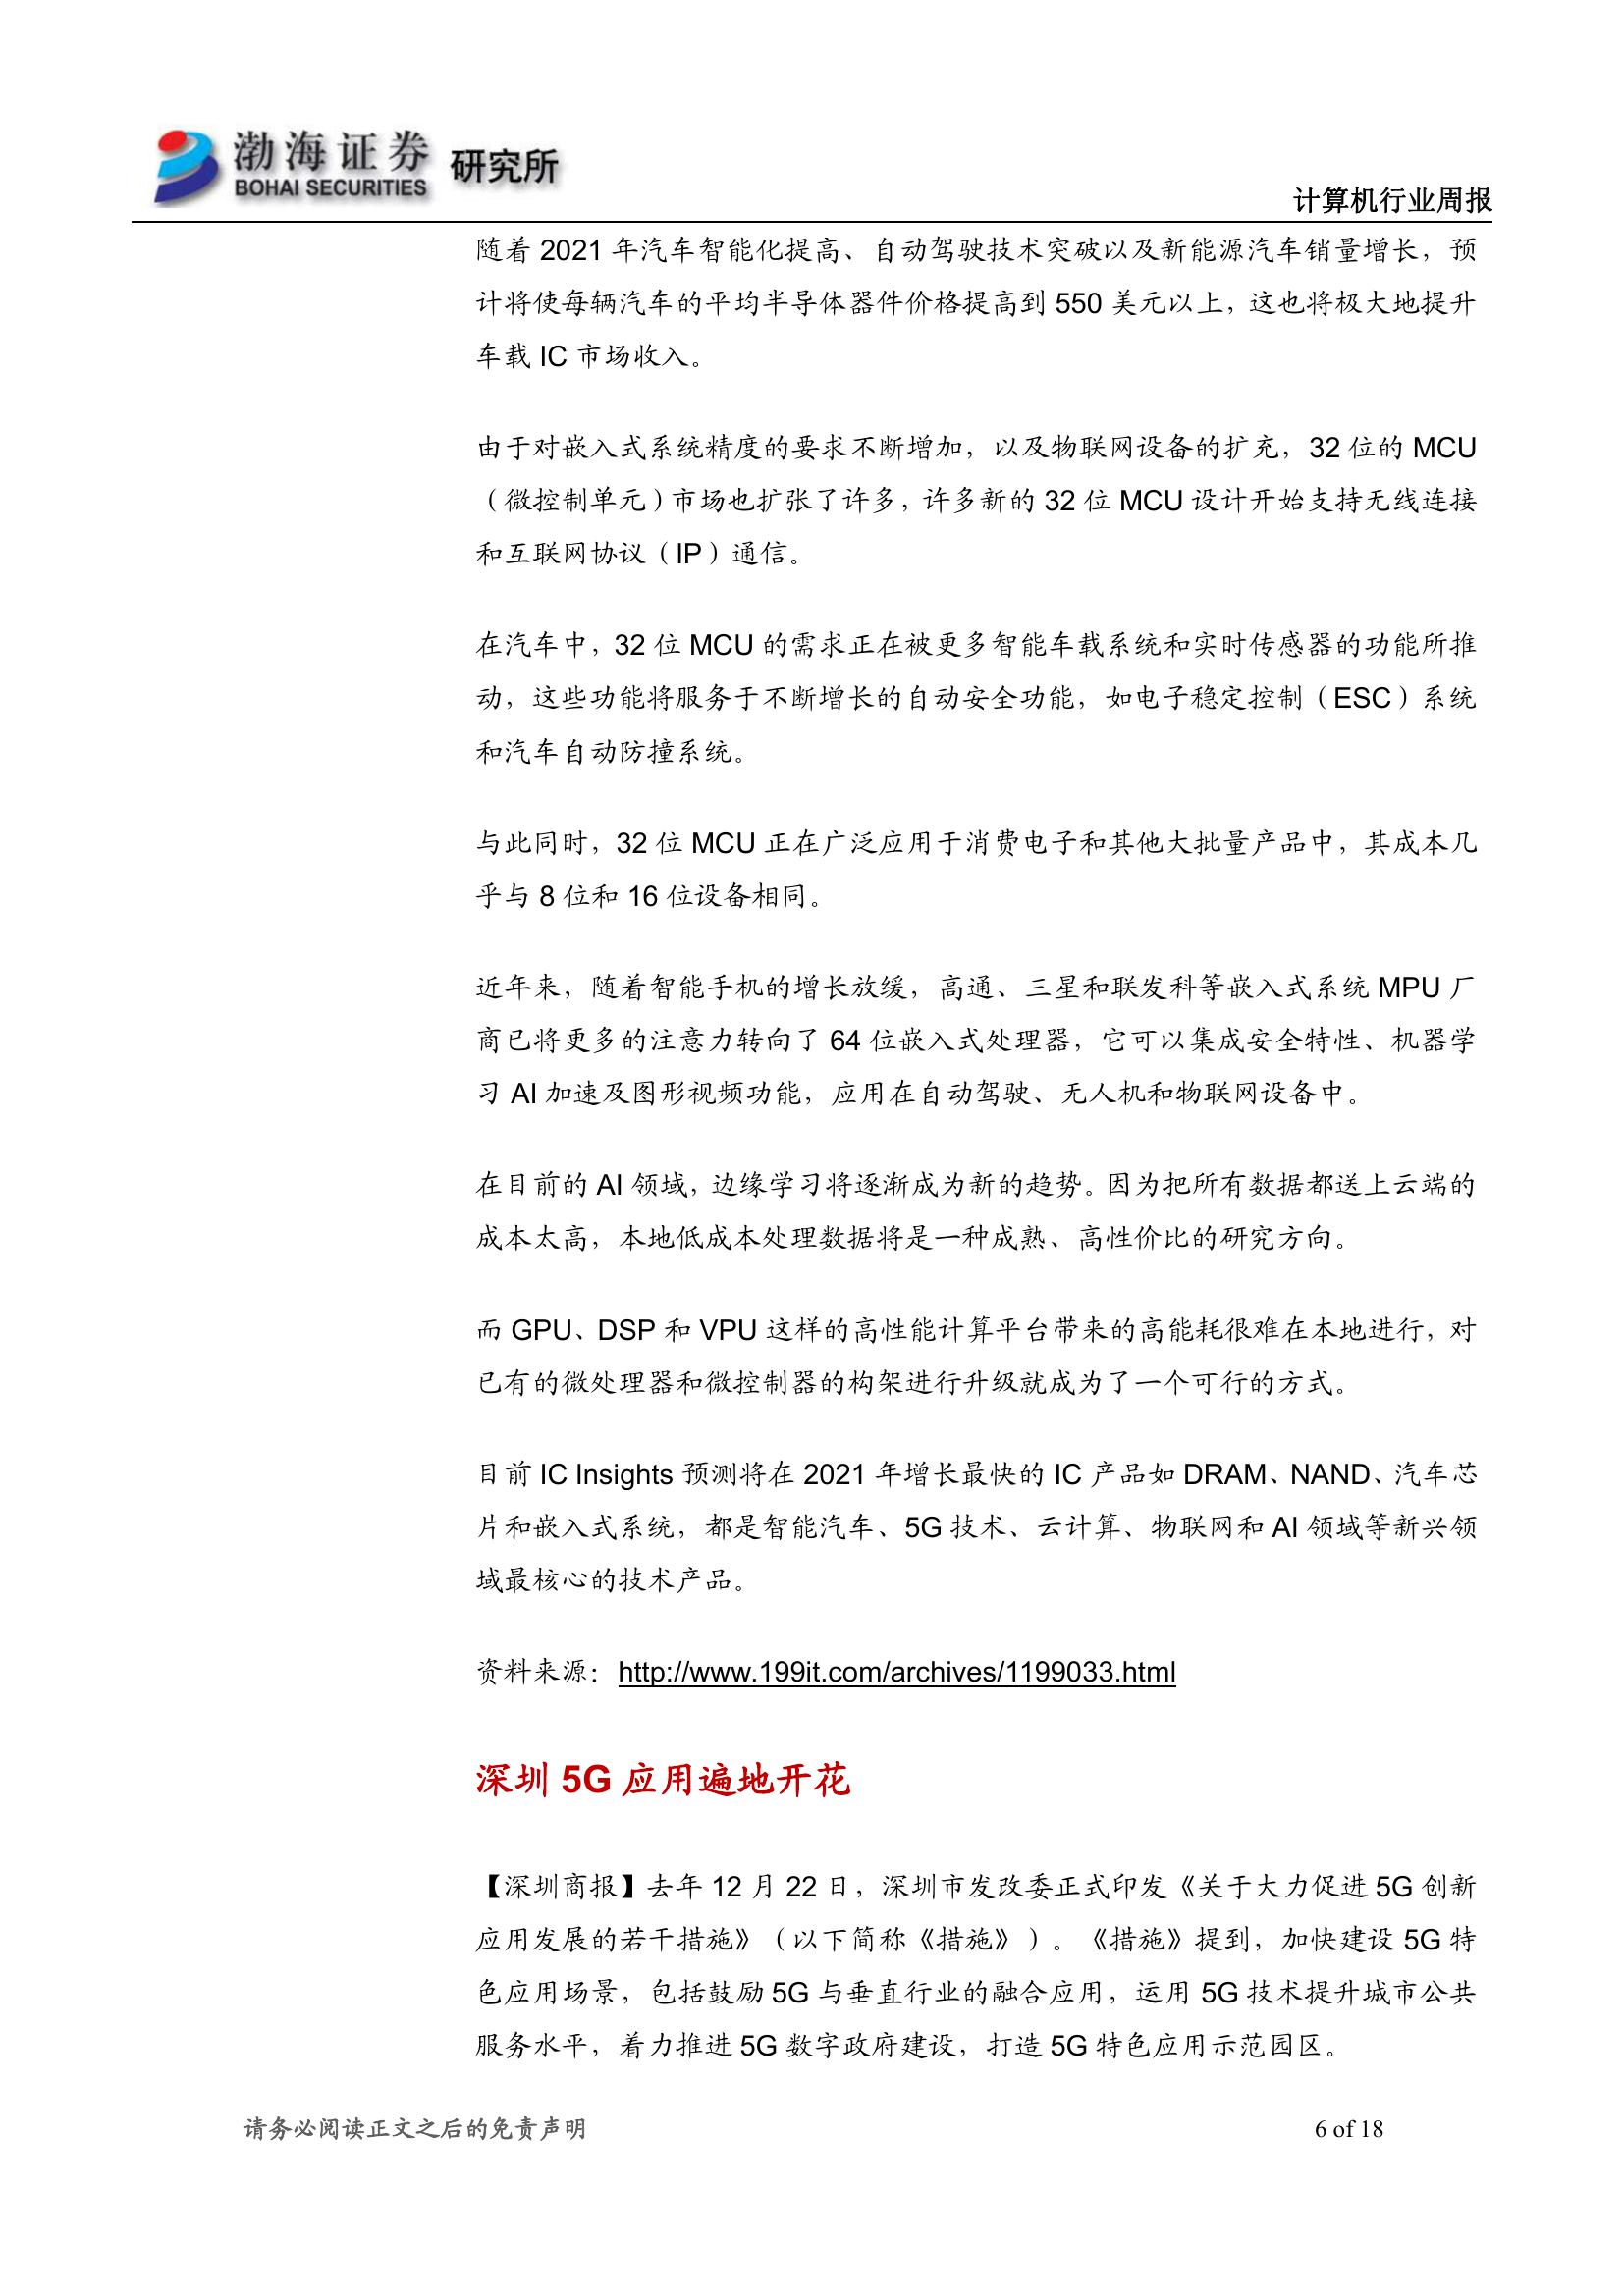 渤海证券 研究所
BOHAI SECURITIES
计算机行业周报
随着 2021 年汽车智能化提高、自动驾驶技术突破以及新能源汽车销量增长，预
计将使每辆汽车的平均半导体器件价格提高到 550 美元以上，这也将极大地提升
车载 IC 市场收入。
由于对嵌入式系统精度的要求不断增加，以及物联网设备的扩充，32 位的 MCU
（微控制单元）市场也扩张了许多，许多新的 32 位 MCU 设计开始支持无线连接
和互联网协议（IP）通信。
在汽车中，32 位 MCU 的需求正在被更多智能车载系统和实时传感器的功能所推
动，这些功能将服务于不断增长的自动安全功能，如电子稳定控制（ESC）系统
和汽车自动防撞系统。
与此同时，32 位 MCU 正在广泛应用于消费电子和其他大批量产品中，其成本几
乎与 8 位和 16 位设备相同。
近年来，随着智能手机的增长放缓，高通、三星和联发科等嵌入式系统 MPU 厂
商已将更多的注意力转向了 64 位嵌入式处理器，它可以集成安全特性、机器学
习 AI 加速及图形视频功能，应用在自动驾驶、无人机和物联网设备中。
在目前的 AI 领域，边缘学习将逐渐成为新的趋势。因为把所有数据都送上云端的
成本太高，本地低成本处理数据将是一种成熟、高性价比的研究方向。
而 GPU、DSP 和 VPU 这样的高性能计算平台带来的高能耗很难在本地进行，对
已有的微处理器和微控制器的构架进行升级就成为了一个可行的方式。
目前 IC Insights 预测将在 2021 年增长最快的 IC 产品如 DRAM、NAND、汽车芯
片和嵌入式系统，都是智能汽车、5G 技术、云计算、物联网和 AI 领域等新兴领
域最核心的技术产品。
资料来源：http://www.199it.com/archives/1199033.html
深圳 5G 应用遍地开花
【深圳商报】去年 12 月 22 日，深圳市发改委正式印发《关于大力促进 5G 创新
应用发展的若干措施》（以下简称《措施》）。《措施》提到，加快建设 5G 特
色应用场景，包括鼓励 5G 与垂直行业的融合应用，运用 5G 技术提升城市公共
服务水平，着力推进 5G 数字政府建设，打造 5G 特色应用示范园区。
请务必阅读正文之后的免责声明
6 of 18